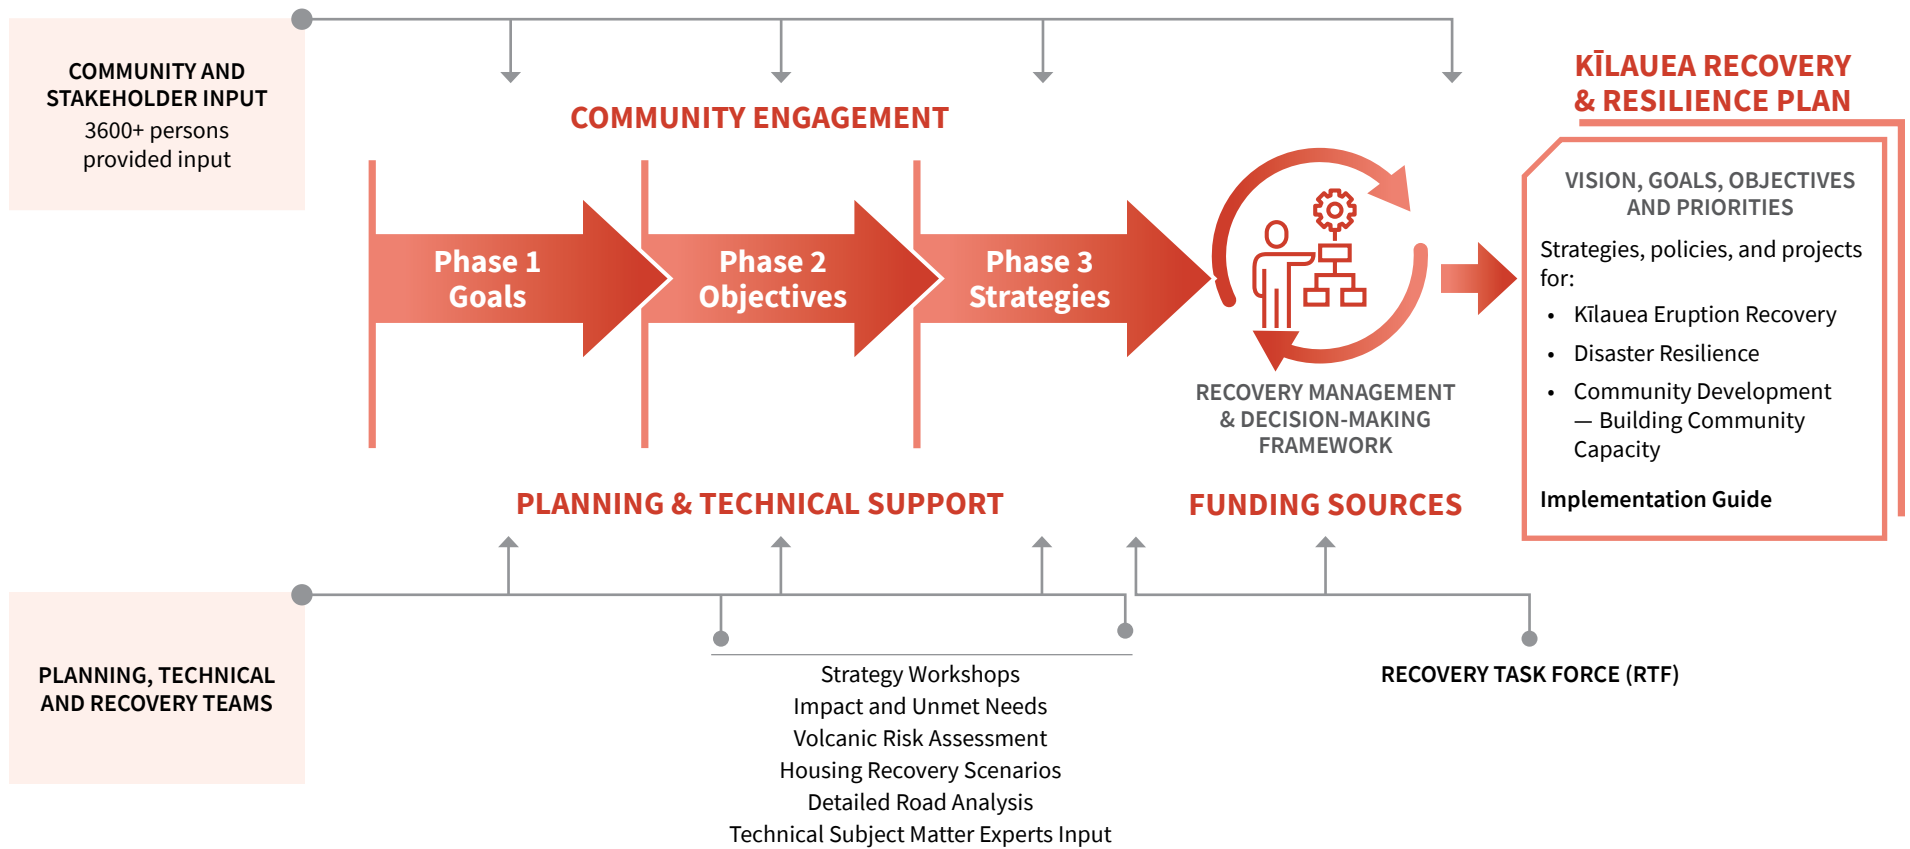 COMMUNITY AND
STAKEHOLDER INPUT
3600+ persons
provided input
COMMUNITY ENGAGEMENT
Phase 1
Goals
Phase 2
Objectives
Phase 3
Strategies
RECOVERY MANAGEMENT
& DECISION-MAKING
FRAMEWORK
KĪLAUEA RECOVERY
& RESILIENCE PLAN
VISION, GOALS, OBJECTIVES
AND PRIORITIES
Strategies, policies, and projects
for:
• Kīlauea Eruption Recovery
• Disaster Resilience
• Community Development
— Building Community
Capacity
Implementation Guide
PLANNING & TECHNICAL SUPPORT
FUNDING SOURCES
PLANNING, TECHNICAL
AND RECOVERY TEAMS
Strategy Workshops
Impact and Unmet Needs
Volcanic Risk Assessment
Housing Recovery Scenarios
Detailed Road Analysis
Technical Subject Matter Experts Input
RECOVERY TASK FORCE (RTF)